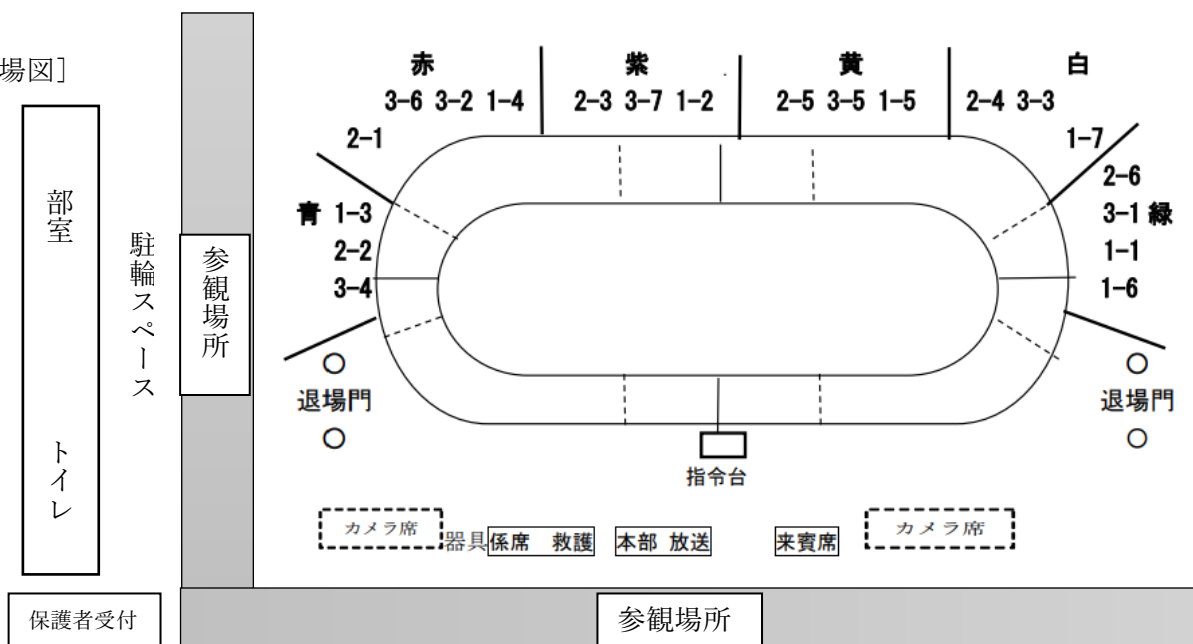 場図］
赤 紫 黄 白
3-6 3-2 1-4 2-3 3-7 1-2 2-5 3-5 1-5 2-4 3-3
2-1 1-7
2-6
青 1-3 3-1 緑
2-2 1-1
3-4 1-6
部室
トイレ
駐輪スペース
参観場所
○ ○
退場門 退場門
○ ○
指令台
カメラ席 器具 係席 救護 本部 放送 来賓席 カメラ席
保護者受付 参観場所